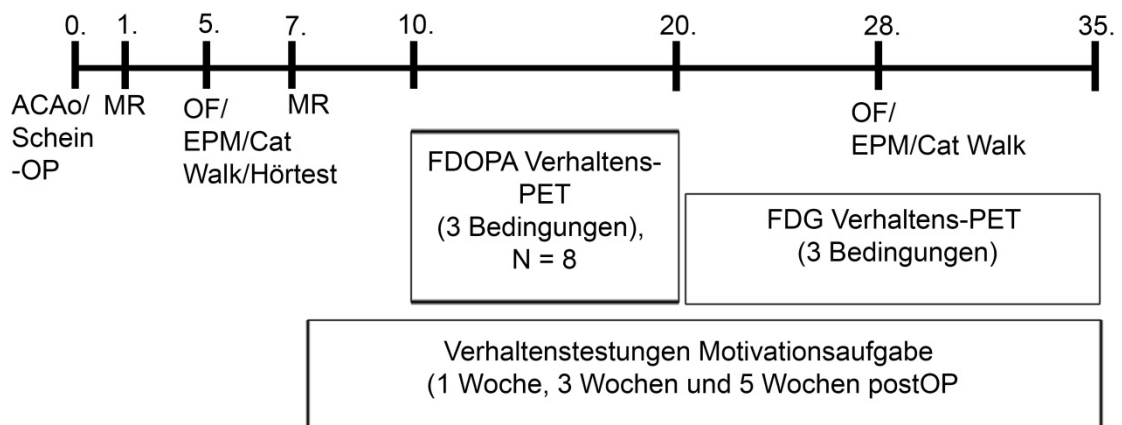 0. 1. 5. 7. 10. 20. 28. 35.
ACAo/
Schein
-OP
MR
OF/
EPM/Cat
Walk/Hörtest
MR
OF/
EPM/Cat Walk
FDOPA Verhaltens-
PET
(3 Bedingungen),
N = 8
FDG Verhaltens-PET
(3 Bedingungen)
Verhaltenstestungen Motivationsaufgabe
(1 Woche, 3 Wochen und 5 Wochen postOP